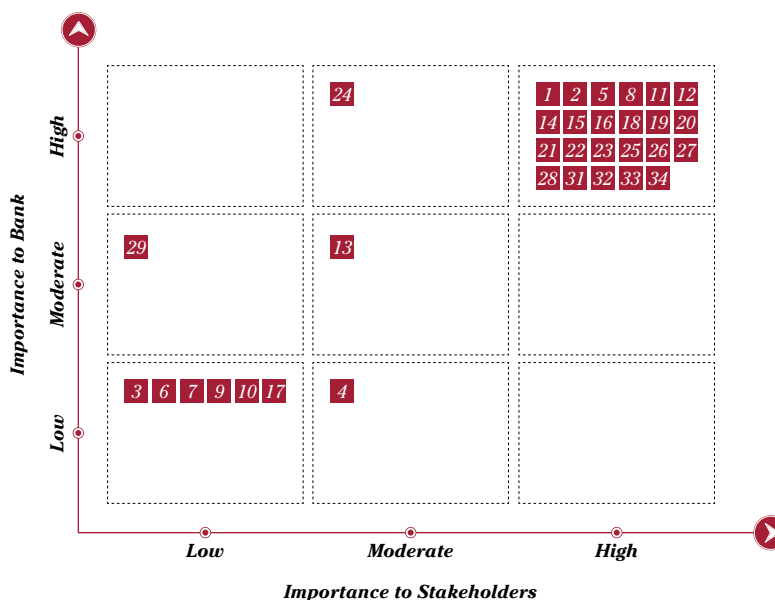 24
1 2 5 8 11 12
14 15 16 18 19 20
21 22 23 25 26 27
28 31 32 33 34
High
29
13
Moderate
3 6 7 9 10 17
4
Low
Importance to Bank
Low Moderate High
Importance to Stakeholders